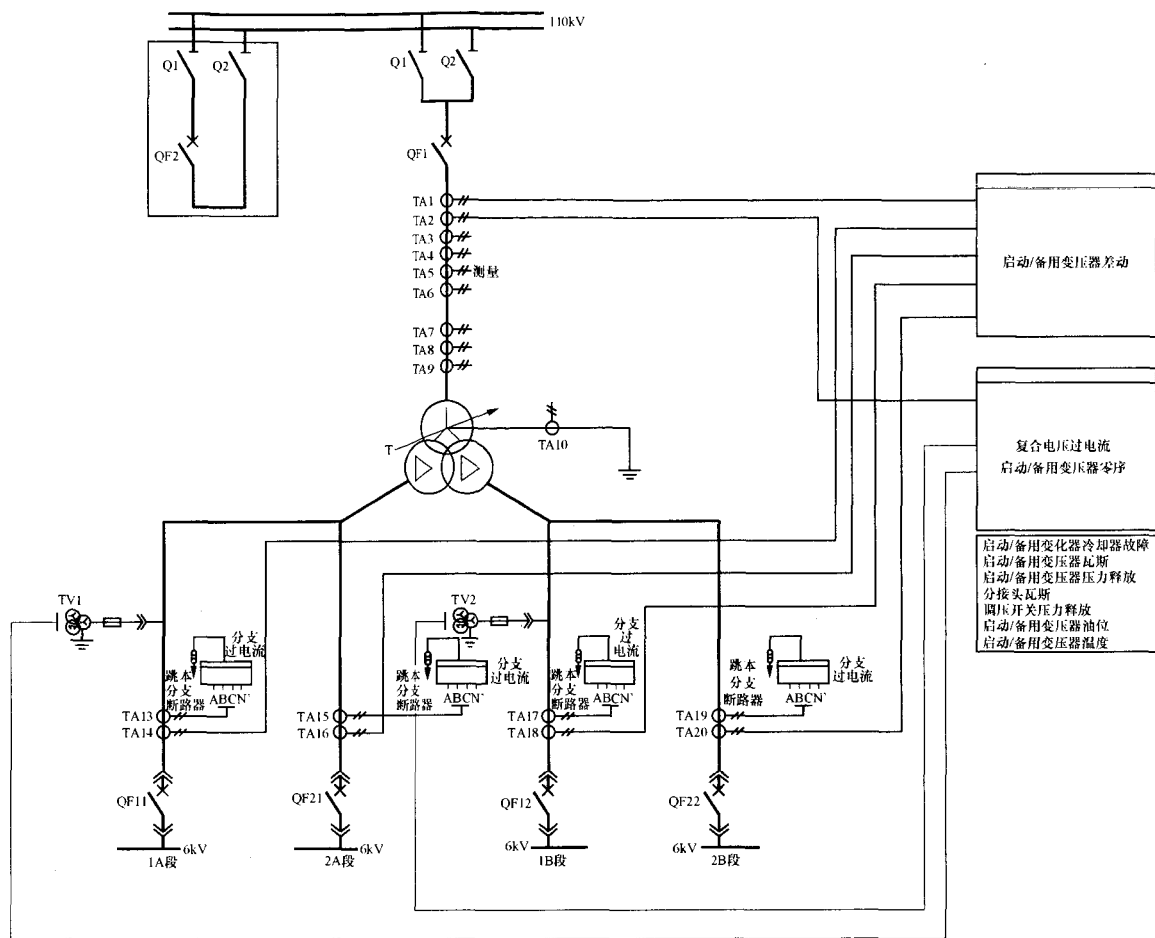 110kV
Q1
Q2
Q1
Q2
QF2
QF1
TA1
TA2
TA3
TA4
TA5
测量
TA6
TA7
TA8
TA9
T
TA10
启动/备用变压器差动
复合电压过电流
启动/备用变压器零序
启动/备用变化器冷却器故障
启动/备用变压器瓦斯
启动/备用变压器压力释放
分接头瓦斯
调压开关压力释放
启动/备用变压器油位
启动/备用变压器温度
TV1
TV2
分支
过电流
跳本
分支
断路器
ABCN
TA13
TA14
分支
过电流
跳本
分支
断路器
ABCN
TA15
TA16
分支
过
电流
跳本
分支
断路器
ABCN
TA17
TA18
分支
过电流
跳本
分支
断路器
ABCN
TA19
TA20
QF11
QF21
QF12
QF22
6kV
1A段
6kV
2A段
6kV
1B段
6kV
2B段